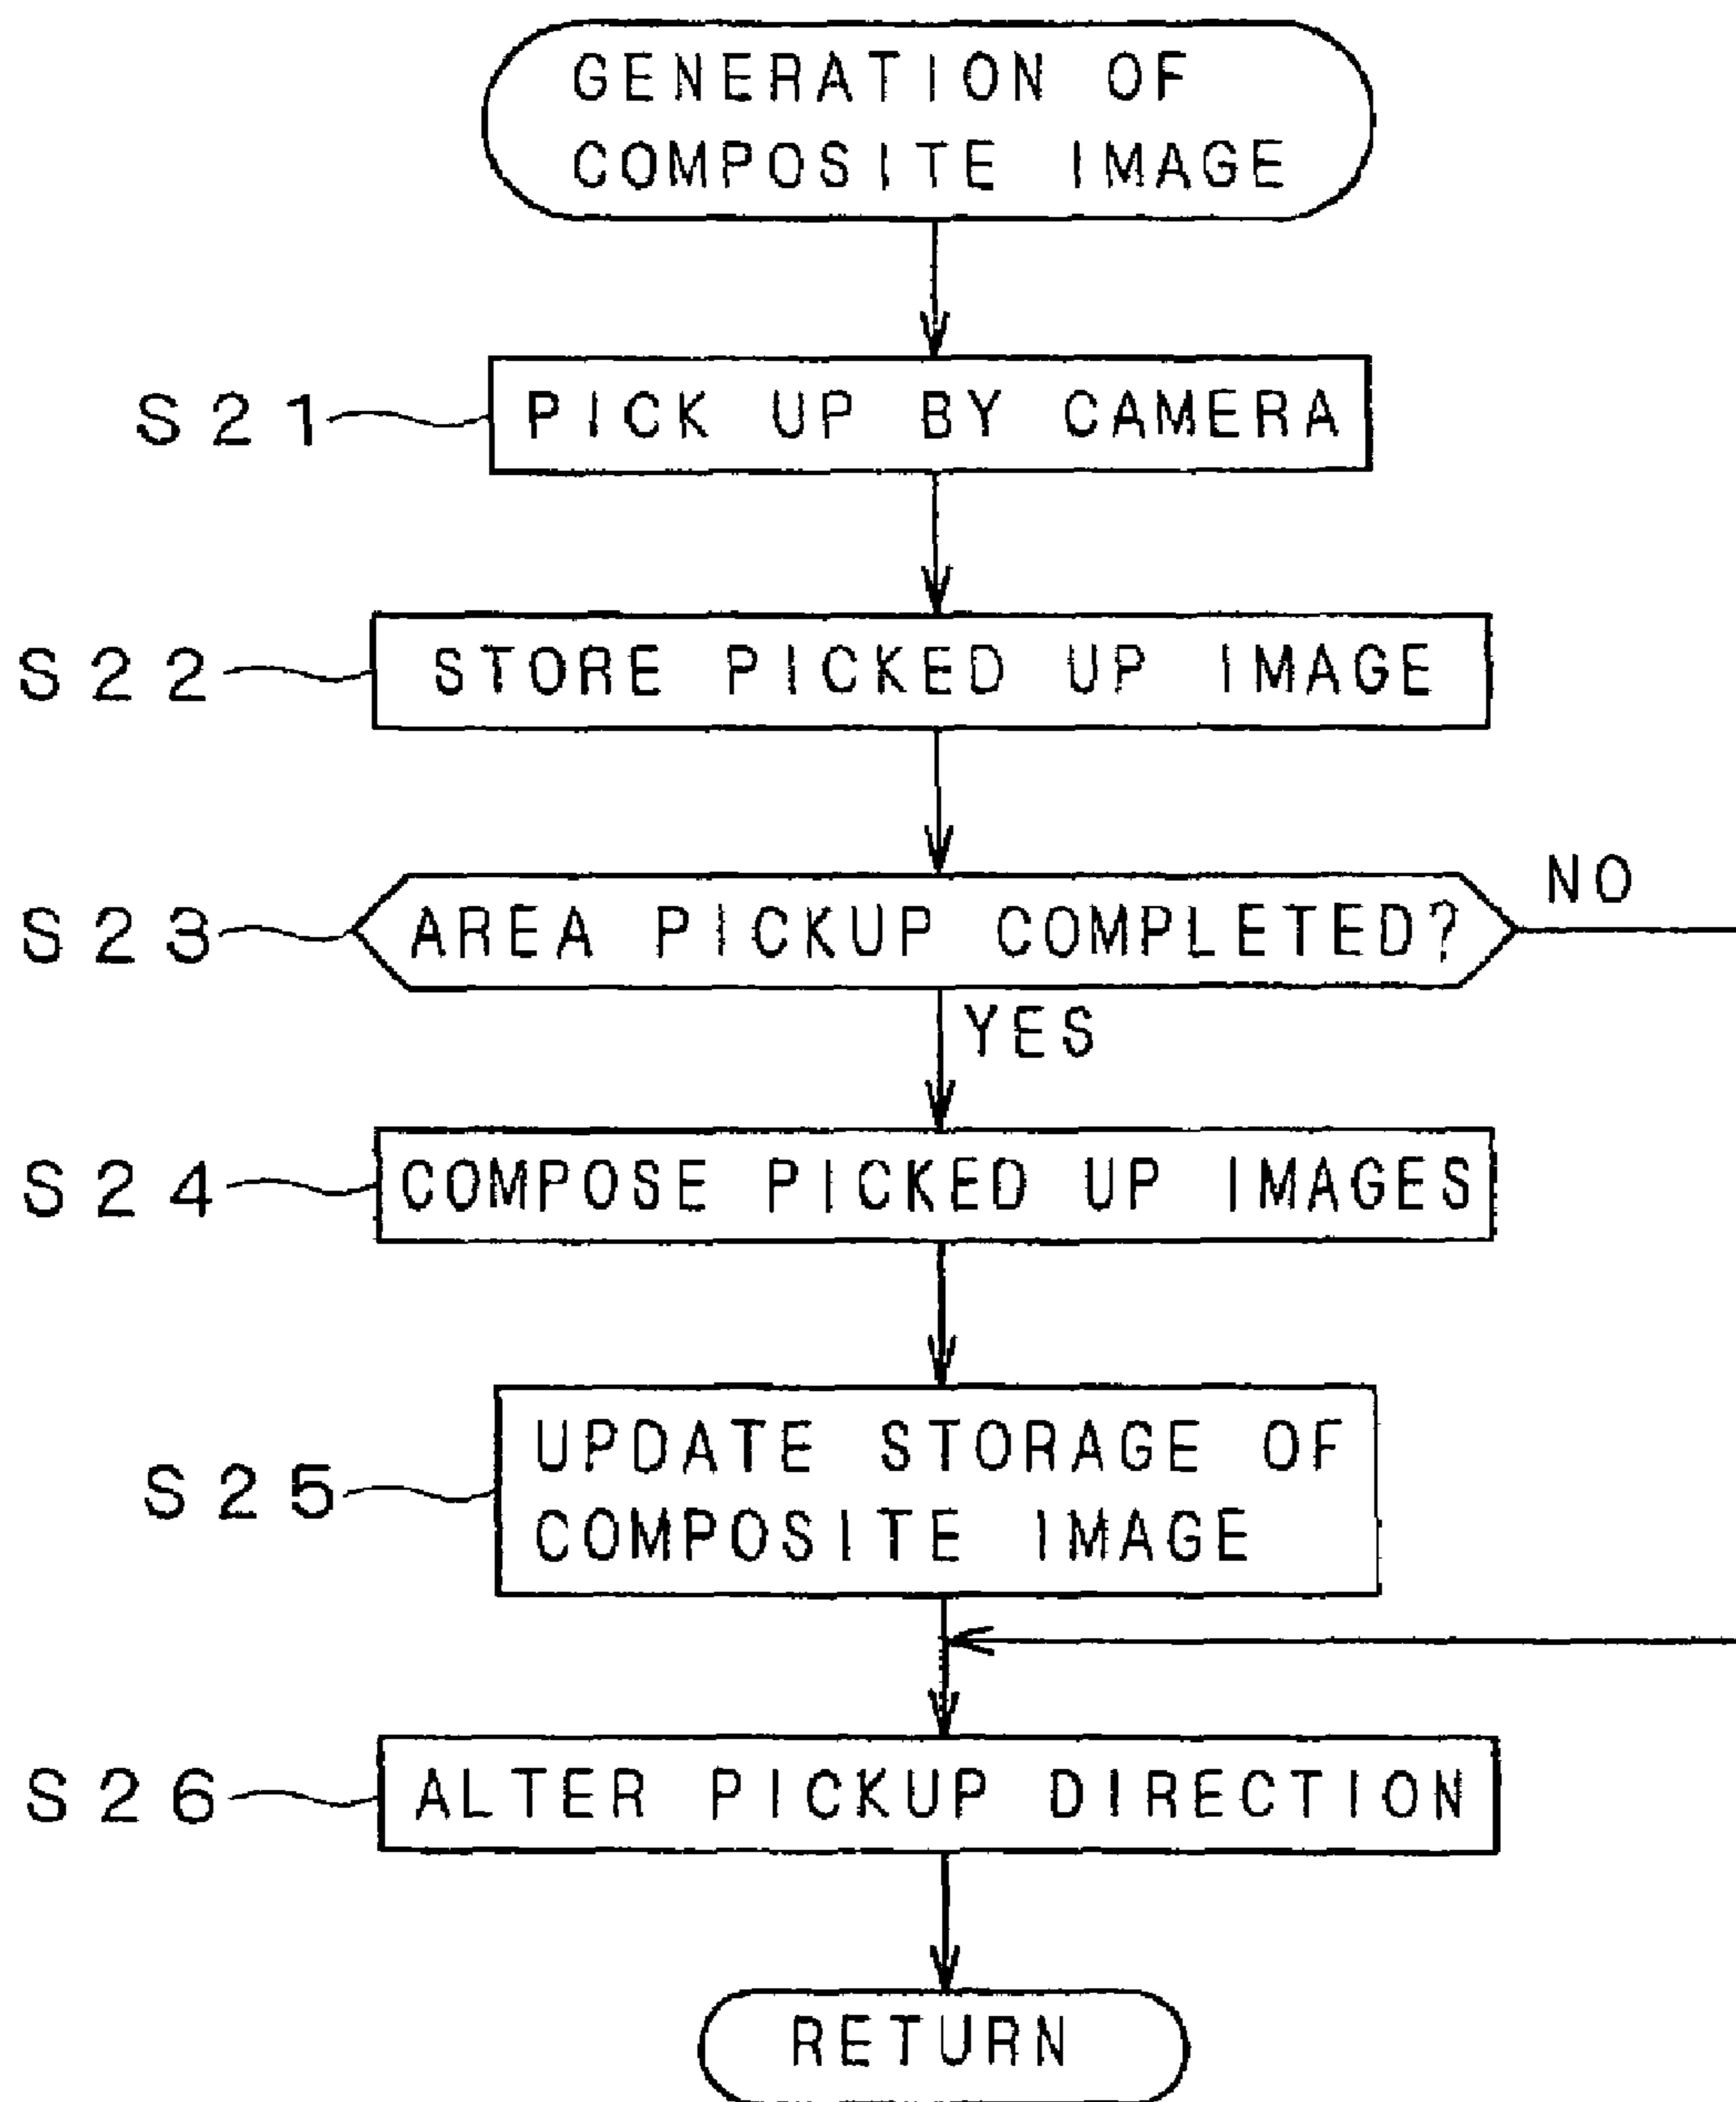 GENERATION OF
COMPOSITE IMAGE
S21
PICK UP BY CAMERA
S22
STORE PICKED UP IMAGE
S23
AREA PICKUP COMPLETED?
NO
YES
S24
COMPOSE PICKED UP IMAGES
S25
UPDATE STORAGE OF
COMPOSITE IMAGE
S26
ALTER PICKUP DIRECTION
RETURN